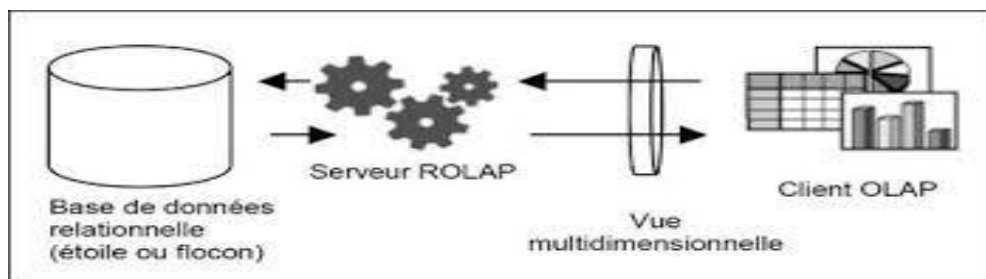 Serveur ROLAP
Base de données
relationnelle
(étoile ou flocon)
Vue
multidimensionnelle
Client OLAP